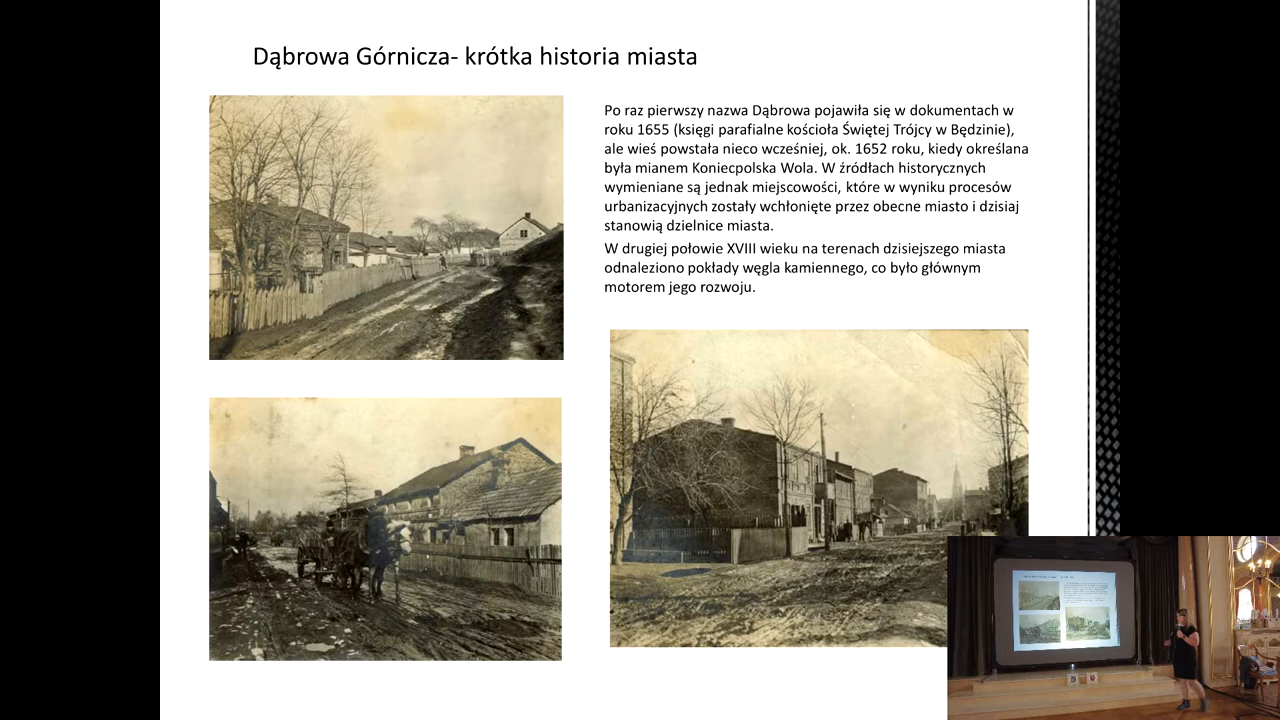 Dąbrowa Górnicza- krótka historia miasta
Po raz pierwszy nazwa Dąbrowa pojawiła się w dokumentach w
roku 1655 (księgi parafialne kościoła Świętej Trójcy w Będzinie),
ale wieś powstała nieco wcześniej, ok. 1652 roku, kiedy określana
była mianem Koniecpolska Wola. W źródłach historycznych
wymieniane są jednak miejscowości, które w wyniku procesów
urbanizacyjnych zostały wchłonięte przez obecne miasto i dzisiaj
stanowią dzielnice miasta.
W drugiej połowie XVIII wieku na terenach dzisiejszego miasta
odnaleziono pokłady węgla kamiennego, co było głównym
motorem jego rozwoju.